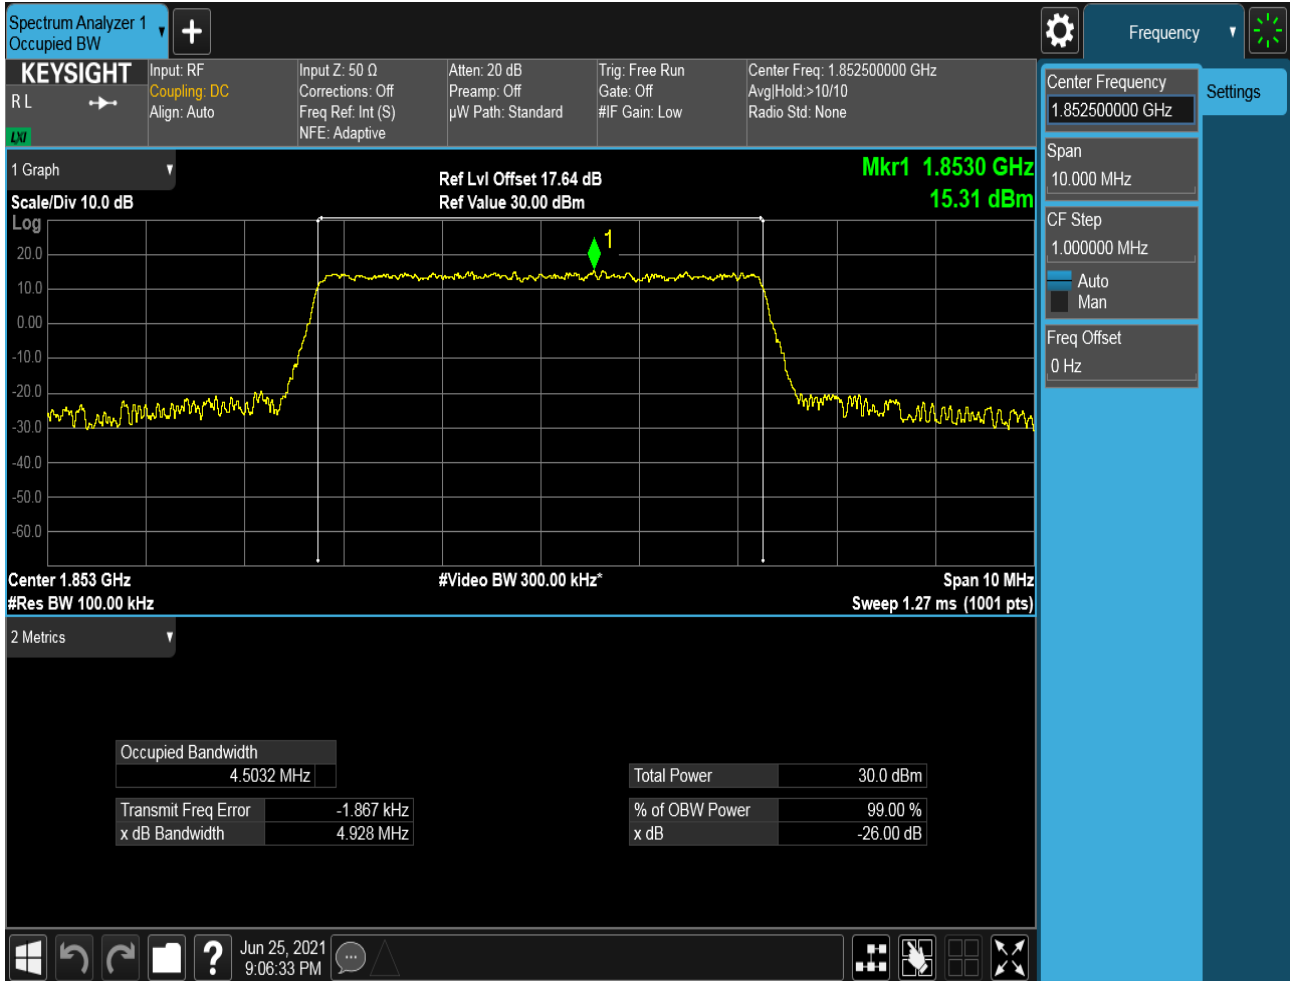 Spectrum Analyzer 1
Occupied BW
Frequency
KEYSIGHT
R L
LXI
Input: RF
Coupling: DC
Align: Auto
Input Z: 50 Ω
Corrections: Off
Freq Ref: Int (S)
NFE: Adaptive
Atten: 20 dB
Preamp: Off
µW Path: Standard
Trig: Free Run
Gate: Off
#IF Gain: Low
Center Freq: 1.852500000 GHz
Avg|Hold:>10/10
Radio Std: None
Center Frequency
1.852500000 GHz
Settings
Span
10.000 MHz
CF Step
1.000000 MHz
Auto
Man
Freq Offset
0 Hz
1 Graph
Scale/Div 10.0 dB
Ref Lvl Offset 17.64 dB
Ref Value 30.00 dBm
Mkr1 1.8530 GHz
15.31 dBm
Log
1
20.0
10.0
0.00
-10.0
-20.0
-30.0
-40.0
-50.0
-60.0
Center 1.853 GHz
#Video BW 300.00 kHz*
Span 10 MHz
#Res BW 100.00 kHz
Sweep 1.27 ms (1001 pts)
2 Metrics
Occupied Bandwidth
4.5032 MHz
Total Power 30.0 dBm
Transmit Freq Error -1.867 kHz
% of OBW Power 99.00 %
x dB Bandwidth 4.928 MHz
x dB -26.00 dB
?
Jun 25, 2021
9:06:33 PM